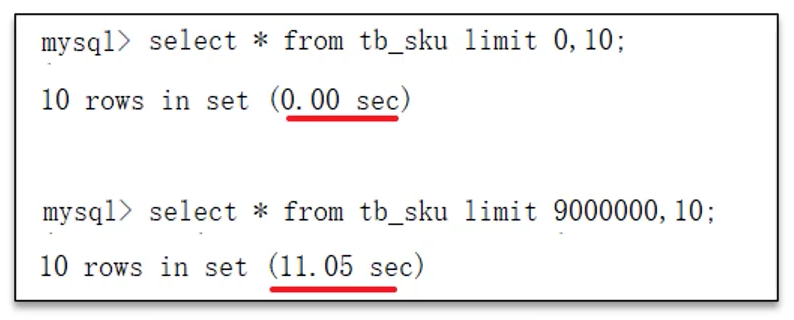 mysql> select * from tb_sku limit 0,10;
10 rows in set (0.00 sec)
mysql> select * from tb_sku limit 9000000,10;
10 rows in set (11.05 sec)